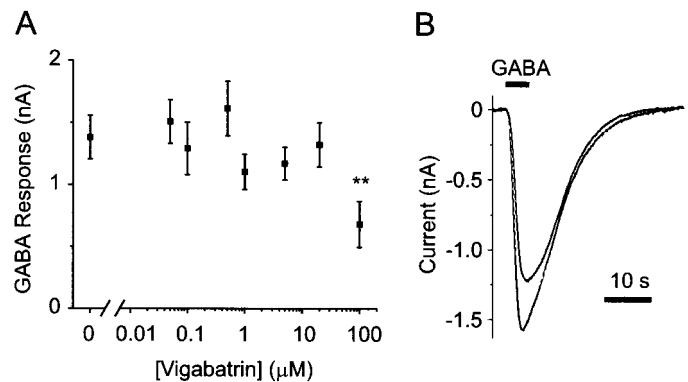 A
GABA Response (nA)
2
1
0
**
0 0.01 0.1 1 10 100
[Vigabatrin] (μM)
B
GABA
Current (nA)
0
-0.5
-1.0
-1.5
10 s